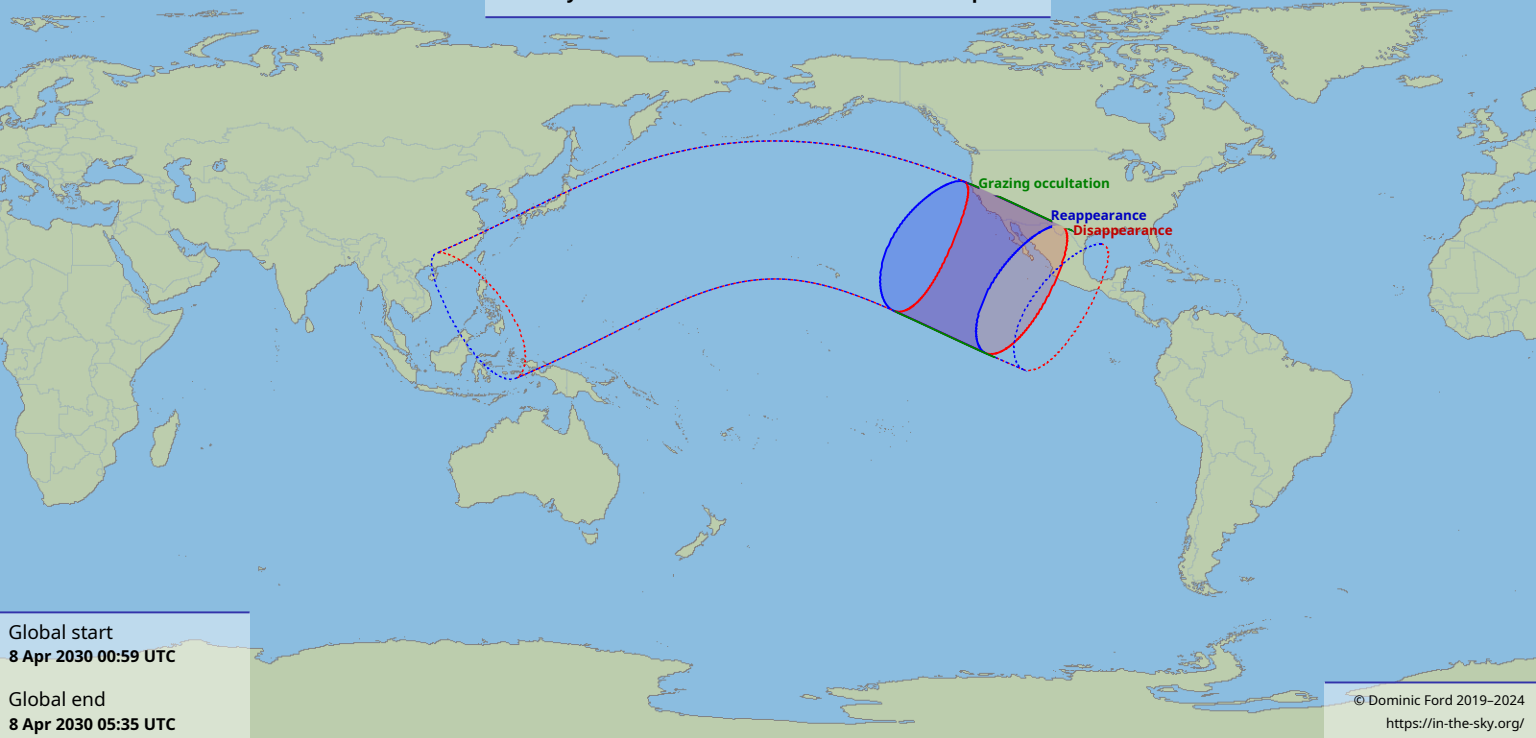 Grazing occultation
Reappearance
Disappearance
Global start
8 Apr 2030 00:59 UTC
Global end
8 Apr 2030 05:35 UTC
© Dominic Ford 2019–2024
https://in-the-sky.org/